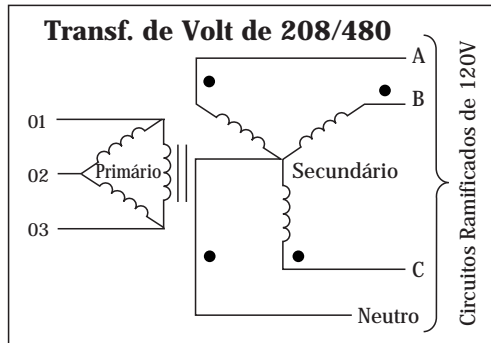 Transf. de Volt de 208/480
A
B
01
Primário
02
Secundário
03
C
Neutro
Circuitos Ramificados de 120V